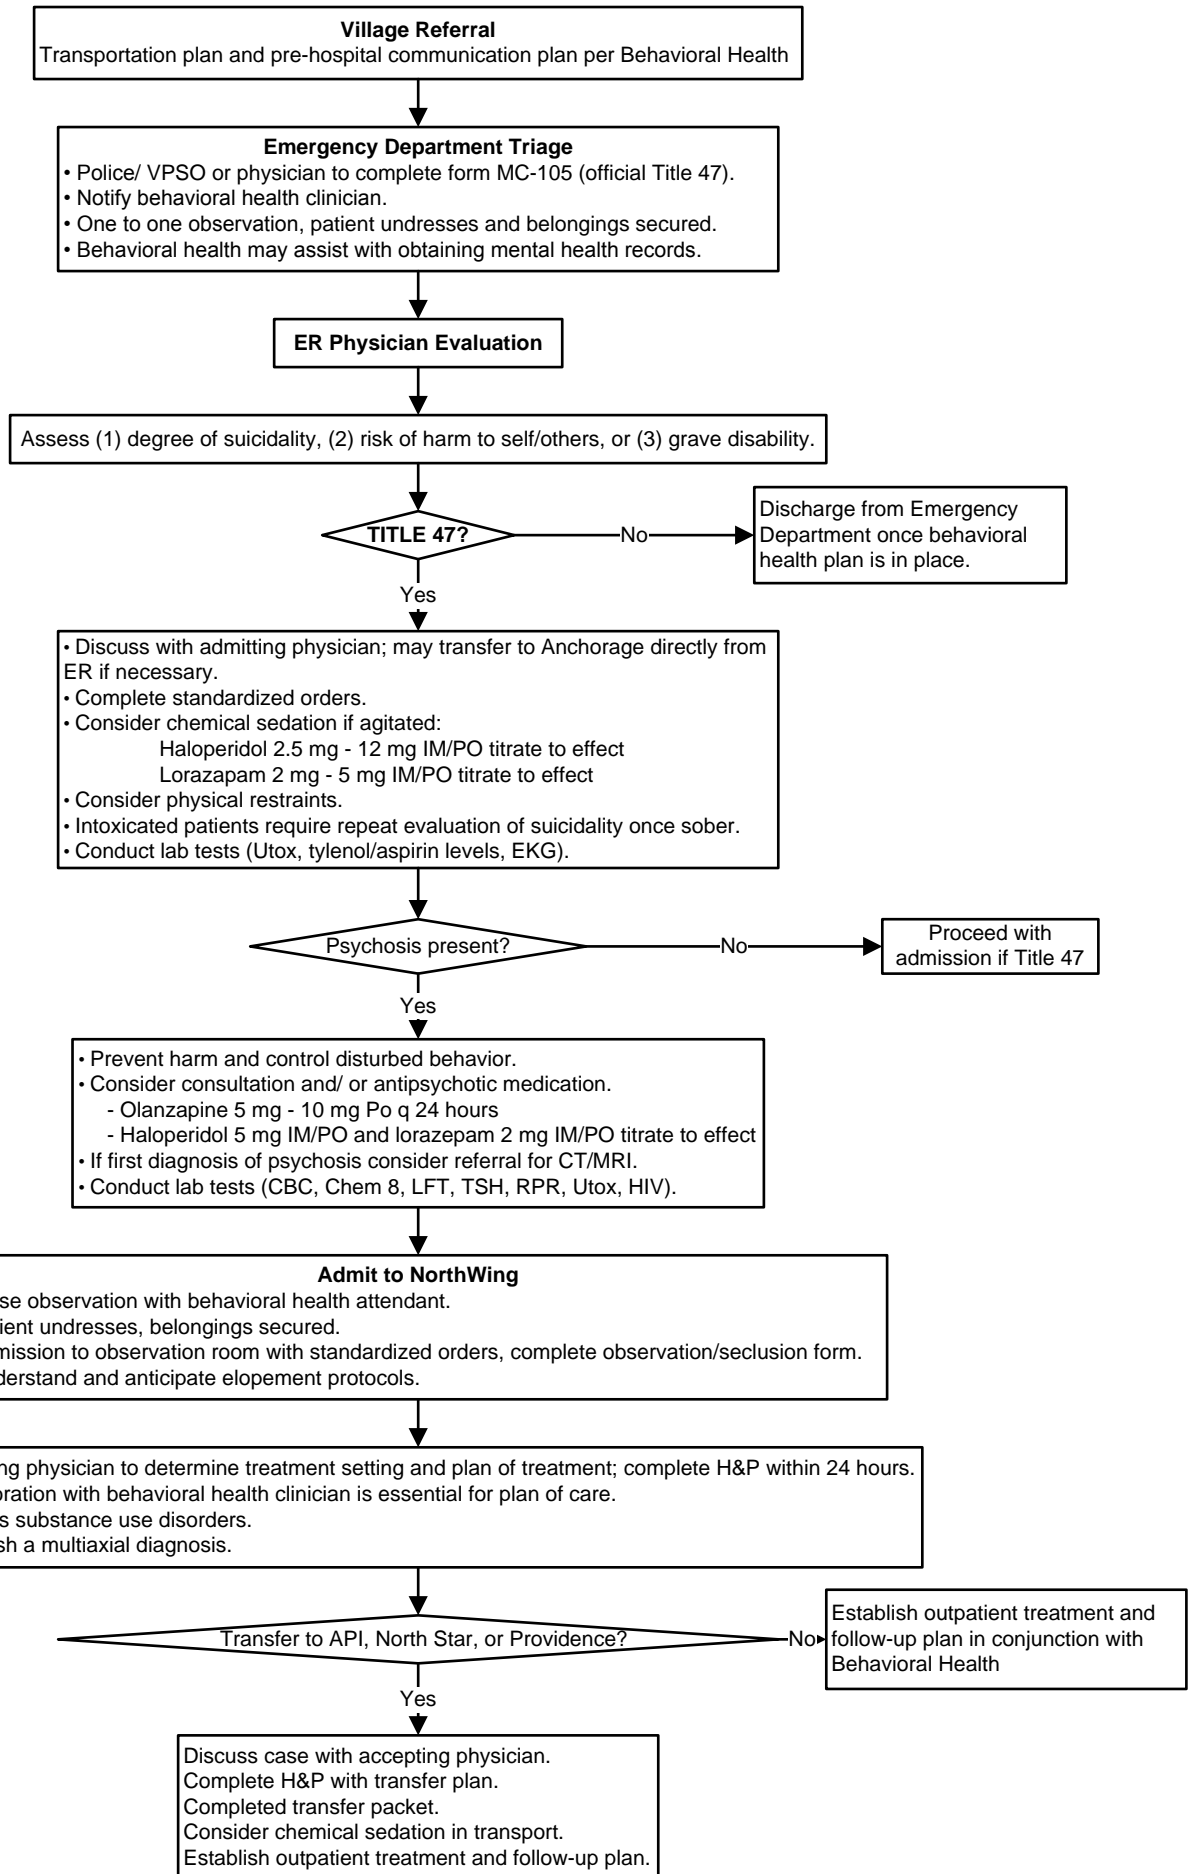 Village Referral
Transportation plan and pre-hospital communication plan per Behavioral Health
Emergency Department Triage
• Police/ VPSO or physician to complete form MC-105 (official Title 47).
• Notify behavioral health clinician.
• One to one observation, patient undresses and belongings secured.
• Behavioral health may assist with obtaining mental health records.
ER Physician Evaluation
Assess (1) degree of suicidality, (2) risk of harm to self/others, or (3) grave disability.
TITLE 47?
No
Discharge from Emergency
Department once behavioral
health plan is in place.
Yes
• Discuss with admitting physician; may transfer to Anchorage directly from
ER if necessary.
• Complete standardized orders.
• Consider chemical sedation if agitated:
Haloperidol 2.5 mg - 12 mg IM/PO titrate to effect
Lorazapam 2 mg - 5 mg IM/PO titrate to effect
• Consider physical restraints.
• Intoxicated patients require repeat evaluation of suicidality once sober.
• Conduct lab tests (Utox, tylenol/aspirin levels, EKG).
Psychosis present?
No
Proceed with
admission if Title 47
Yes
• Prevent harm and control disturbed behavior.
• Consider consultation and/ or antipsychotic medication.
- Olanzapine 5 mg - 10 mg Po q 24 hours
- Haloperidol 5 mg IM/PO and lorazepam 2 mg IM/PO titrate to effect
• If first diagnosis of psychosis consider referral for CT/MRI.
• Conduct lab tests (CBC, Chem 8, LFT, TSH, RPR, Utox, HIV).
Admit to NorthWing
observation with behavioral health attendant.
undresses, belongings secured.
to observation room with standardized orders, complete observation/seclusion form.
and anticipate elopement protocols.
physician to determine treatment setting and plan of treatment; complete H&P within 24 hours.
with behavioral health clinician is essential for plan of care.
substance use disorders.
a multiaxial diagnosis.
Transfer to API, North Star, or Providence?
No
Establish outpatient treatment and
follow-up plan in conjunction with
Behavioral Health
Yes
Discuss case with accepting physician.
Complete H&P with transfer plan.
Completed transfer packet.
Consider chemical sedation in transport.
Establish outpatient treatment and follow-up plan.